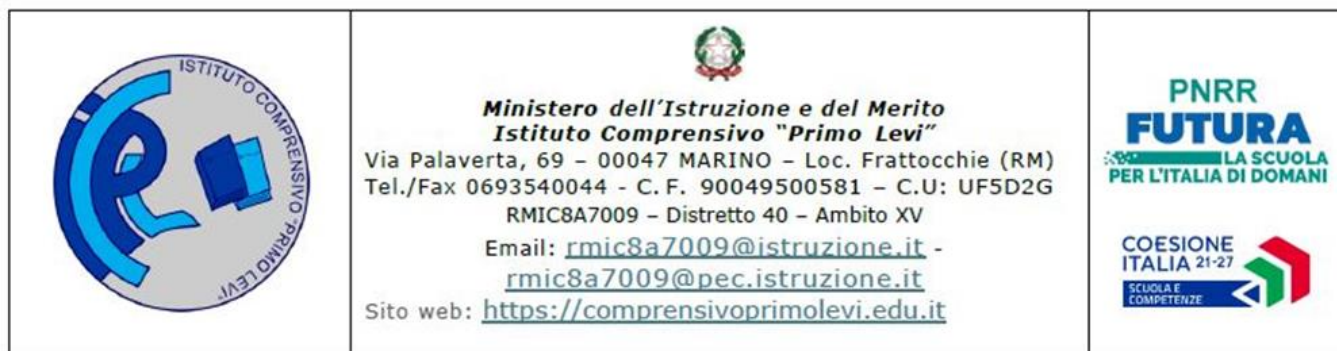 ISTITUTO COMPRENSIVO "PRIMO LEVI"
Ministero dell'Istruzione e del Merito
Istituto Comprensivo "Primo Levi"
Via Palaverta, 69 – 00047 MARINO – Loc. Frattocchie (RM)
Tel./Fax 0693540044 - C. F. 90049500581 – C.U: UF5D2G
RMIC8A7009 – Distretto 40 – Ambito XV
Email: rmic8a7009@istruzione.it -
rmic8a7009@pec.istruzione.it
Sito web: https://comprensivoprimolevi.edu.it
PNRR
FUTURA
LA SCUOLA
PER L'ITALIA DI DOMANI
COESIONE
ITALIA 21-27
SCUOLA E
COMPETENZE